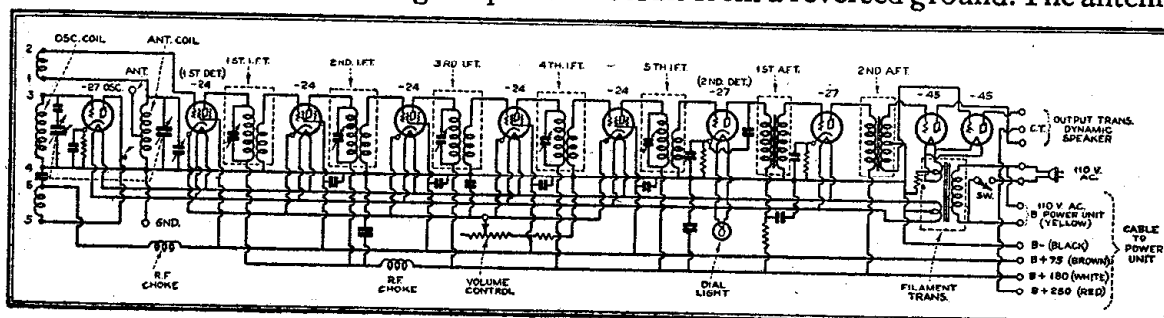 from a reversed ground. The
OSC. COIL
ANT. COIL
ANT.
-27 OSC.
(1ST DET.)
-24
1ST. I.F.T.
-24
2ND. I.F.T.
-24
3RD I.F.T.
-24
4TH. I.F.T.
-24
5TH I.F.T.
(2ND. DET.)
-27
1ST A.F.T.
-27
2ND A.F.T.
-45
-45
2
1
3
4
6
5
GND.
R.F.
CHOKE
R.F.
CHOKE
VOLUME
CONTROL
DIAL
LIGHT
FILAMENT
TRANS.
SW.
C.T.
OUTPUT TRANS.
DYNAMIC
SPEAKER
110 V.
AC.
110 V. AC.
B POWER UNIT
(YELLOW)
B- (BLACK)
B+75 (BROWN)
B+180 (WHITE)
B+250 (RED)
CABLE
TO
POWER
UNIT